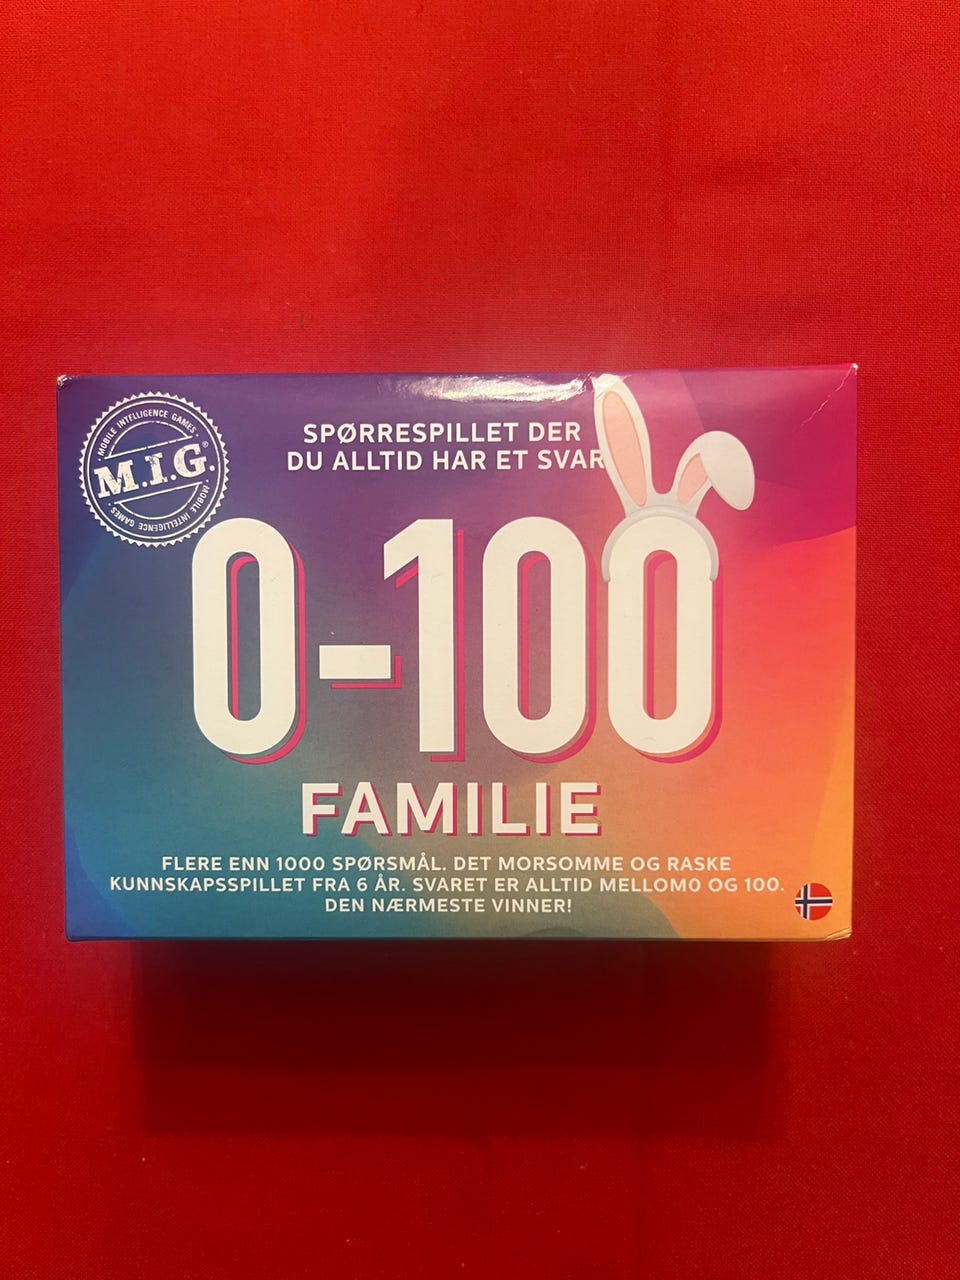 MOBILE INTELLIGENCE GAMES
M.I.G.®
MOBILE INTELLIGENCE GAMES
SPØRRESPILLET DER
DU ALLTID HAR ET SVAR
0-100
FAMILIE
FLERE ENN 1000 SPØRSMÅL. DET MORSOMME OG RASKE
KUNNSKAPSSPILLET FRA 6 ÅR. SVARET ER ALLTID MELLOM0 OG 100.
DEN NÆRMESTE VINNER!